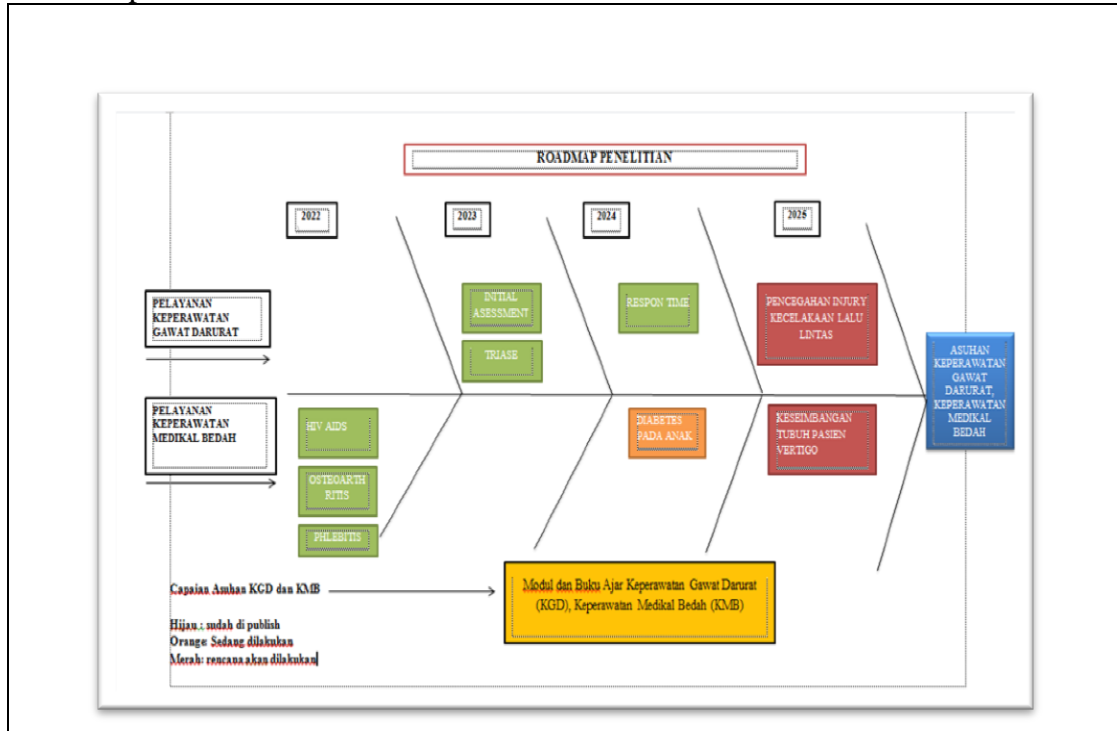 ROADMAP PENELITIAN
2022
2023
2024
2025
PELAYANAN
KEPERAWATAN
GAWAT DARURAT
INITIAL
ASESSMENT
TRIASE
RESPON TIME
PENCEGAHAN INJURY
KECELAKAAN LALU
LINTAS
ASUHAN
KEPERAWATAN
GAWAT
DARURAT,
KEPERAWATAN
MEDIKAL
BEDAH
PELAYANAN
KEPERAWATAN
MEDIKAL BEDAH
HIV AIDS
OSTEOARTH
RITIS
PHLEBITIS
DIABETES
PADA ANAK
KESEIMBANGAN
TUBUH PASIEN
VERTIGO
Capaian Asuhan KGD dan KMB
Modul dan Buku Ajar Keperawatan Gawat Darurat
(KGD), Keperawatan Medikal Bedah (KMB)
Hijau : sudah di publish
Orange: Sedang dilakukan
Merah: rencana akan dilakukan